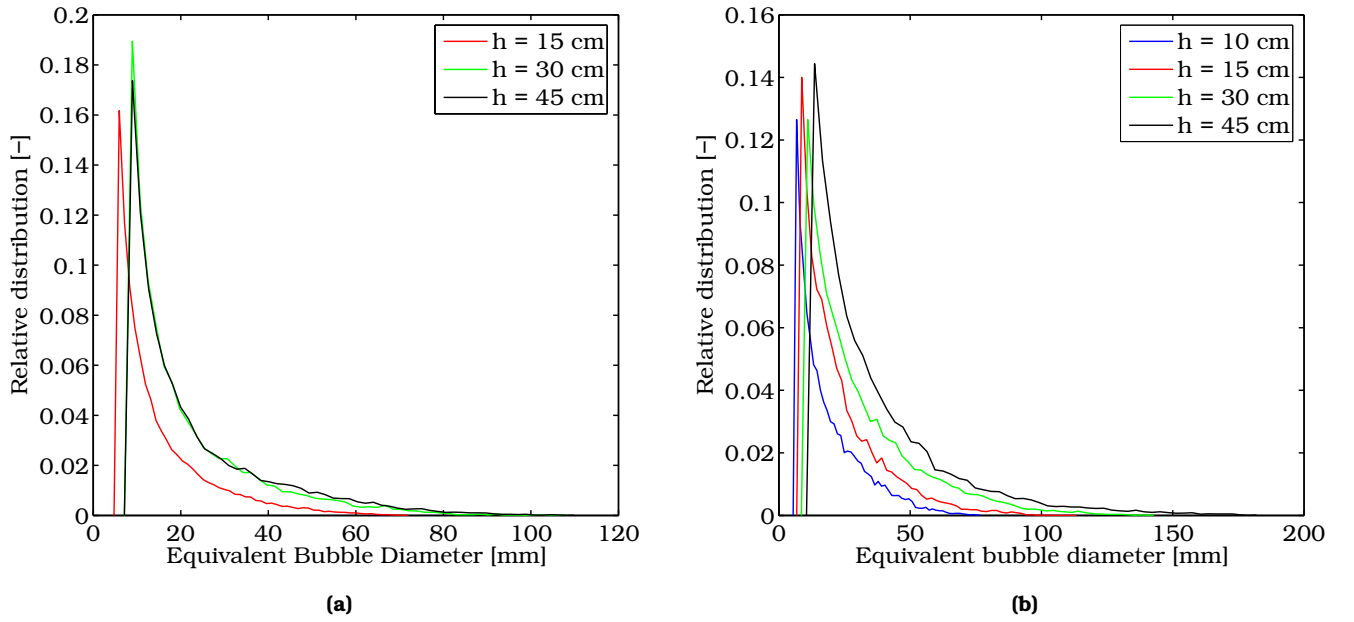 0.2
0.18
0.16
0.14
0.12
0.1
0.08
0.06
0.04
0.02
0
Relative distribution [−]
h = 15 cm
h = 30 cm
h = 45 cm
0 20 40 60 80 100 120
Equivalent Bubble Diameter [mm]
(a)
0.16
0.14
0.12
0.1
0.08
0.06
0.04
0.02
0
Relative distribution [−]
h = 10 cm
h = 15 cm
h = 30 cm
h = 45 cm
0 50 100 150 200
Equivalent bubble diameter [mm]
(b)